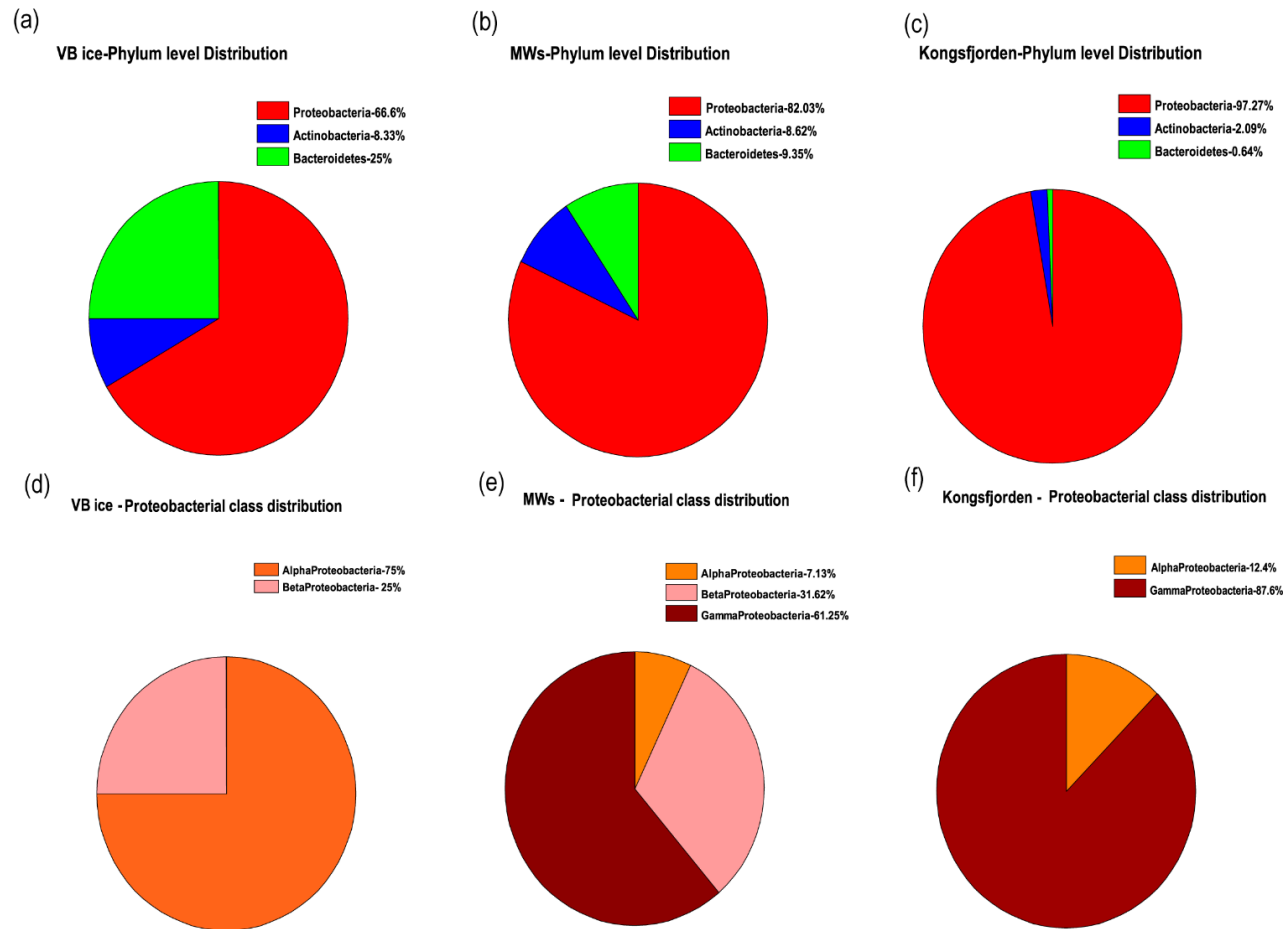 (a)
VB ice-Phylum level Distribution
Proteobacteria-66.6%
Actinobacteria-8.33%
Bacteroidetes-25%
(b)
MWs-Phylum level Distribution
Proteobacteria-82.03%
Actinobacteria-8.62%
Bacteroidetes-9.35%
(c)
Kongsfjorden-Phylum level Distribution
Proteobacteria-97.27%
Actinobacteria-2.09%
Bacteroidetes-0.64%
(d)
VB ice -Proteobacterial class distribution
AlphaProteobacteria-75%
BetaProteobacteria- 25%
(e)
MWs - Proteobacterial class distribution
AlphaProteobacteria-7.13%
BetaProteobacteria-31.62%
GammaProteobacteria-61.25%
(f)
Kongsfjorden - Proteobacterial class distribution
AlphaProteobacteria-12.4%
GammaProteobacteria-87.6%